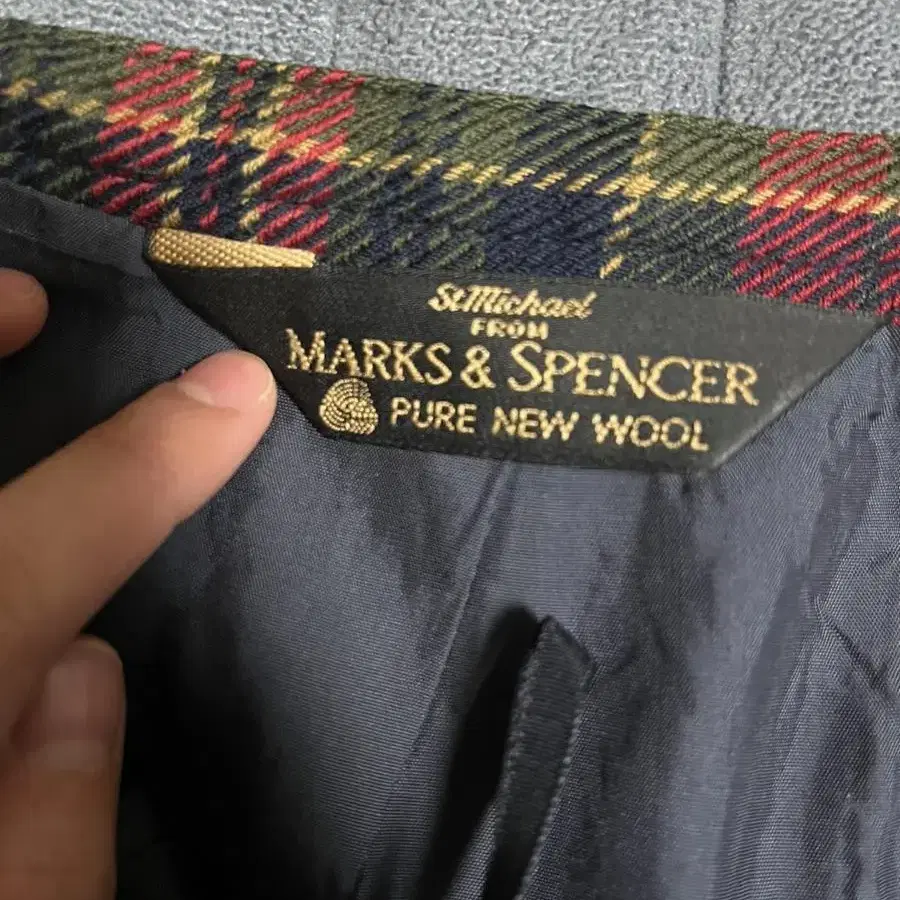 St Michael
FROM
MARKS & SPENCER
PURE NEW WOOL